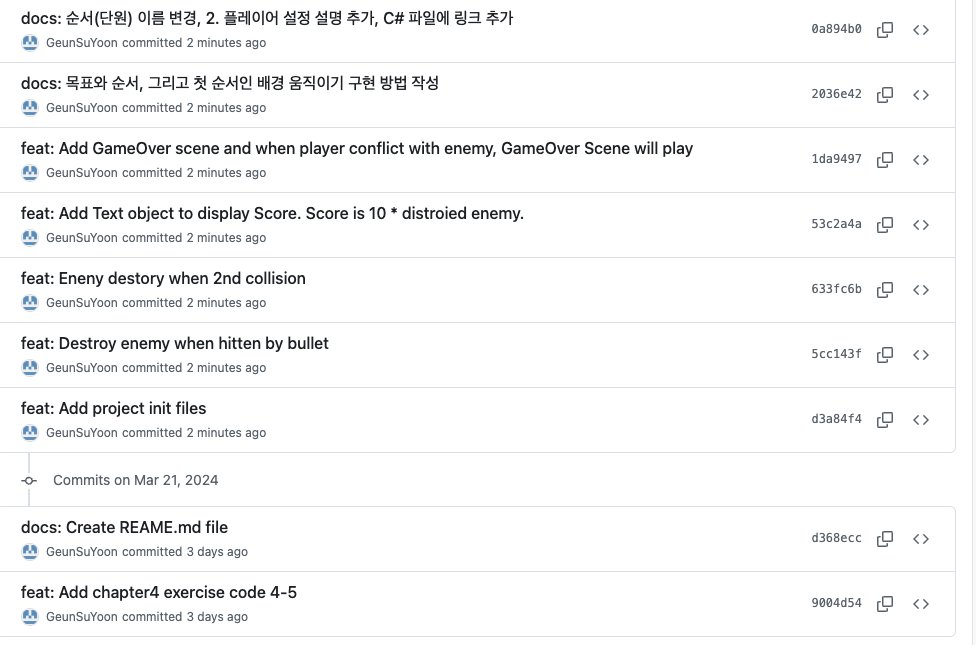 docs: 순서(단원) 이름 변경, 2. 플레이어 설정 설명 추가, C# 파일에 링크 추가
0a894b0
GeunSuYoon committed 2 minutes ago
docs: 목표와 순서, 그리고 첫 순서인 배경 움직이기 구현 방법 작성
2036e42
GeunSuYoon committed 2 minutes ago
feat: Add GameOver scene and when player conflict with enemy, GameOver Scene will play
1da9497
GeunSuYoon committed 2 minutes ago
feat: Add Text object to display Score. Score is 10 * distroied enemy.
53c2a4a
GeunSuYoon committed 2 minutes ago
feat: Eneny destory when 2nd collision
633fc6b
GeunSuYoon committed 2 minutes ago
feat: Destroy enemy when hitten by bullet
5cc143f
GeunSuYoon committed 2 minutes ago
feat: Add project init files
d3a84f4
GeunSuYoon committed 2 minutes ago
Commits on Mar 21, 2024
docs: Create REAME.md file
d368ecc
GeunSuYoon committed 3 days ago
feat: Add chapter4 exercise code 4-5
9004d54
GeunSuYoon committed 3 days ago